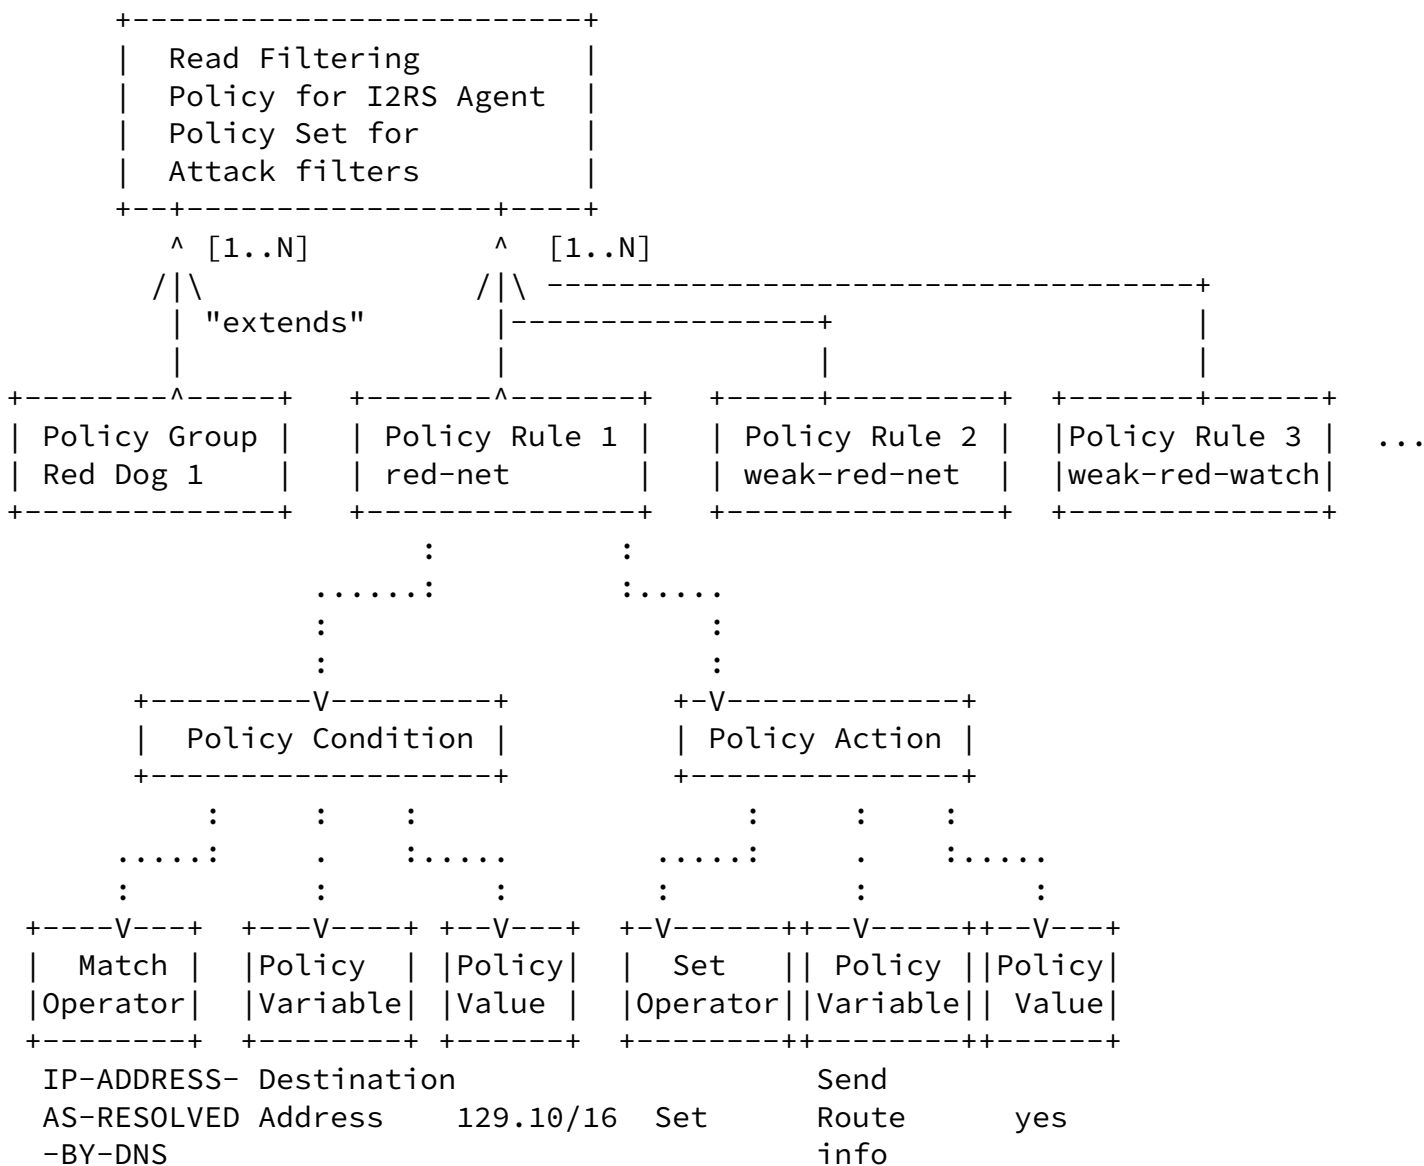 +-------------------------+
|  Read Filtering         |
|  Policy for I2RS Agent  |
|  Policy Set for         |
|  Attack filters         |
+--+-----------------+----+
^ [1..N]          ^  [1..N]
/|\               /|\ ------------------------------------+
| "extends"       |-----------------+                    |
|                 |                 |                    |
+--------^-----+   +-------^-------+   +-----+---------+  +-------+------+
| Policy Group |   | Policy Rule 1 |   | Policy Rule 2 |  |Policy Rule 3 |  ...
| Red Dog 1    |   | red-net       |   | weak-red-net  |  |weak-red-watch|
+--------------+   +---------------+   +---------------+  +--------------+
:          :
......:          :.....
:                     :
:                     :
+---------V---------+         +-V-------------+
|  Policy Condition |         | Policy Action |
+-------------------+         +---------------+
:     :    :                  :     :    :
.....:     .    :.....        .....:     .    :.....
:          :         :        :          :         :
+----V---+  +---V----+ +--V---+  +-V------++--V-----++--V---+
|  Match |  |Policy  | |Policy|  |  Set   || Policy ||Policy|
|Operator|  |Variable| |Value |  |Operator||Variable|| Value|
+--------+  +--------+ +------+  +--------++--------++------+
IP-ADDRESS- Destination                    Send
AS-RESOLVED Address    129.10/16  Set      Route      yes
-BY-DNS                                    info